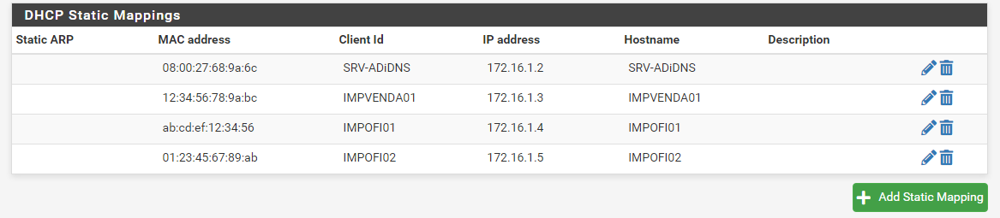 DHCP Static Mappings
Static ARP MAC address Client Id IP address Hostname Description
08:00:27:68:9a:6c SRV-ADiDNS 172.16.1.2 SRV-ADiDNS
12:34:56:78:9a:bc IMPVENDA01 172.16.1.3 IMPVENDA01
ab:cd:ef:12:34:56 IMPOFI01 172.16.1.4 IMPOFI01
01:23:45:67:89:ab IMPOFI02 172.16.1.5 IMPOFI02
Add Static Mapping